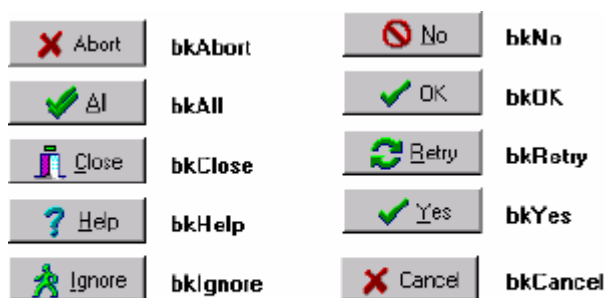 Abort bkAbort
All bkAll
Close bkClose
Help bkHelp
Ignore bkIgnore
No bkNo
OK bkOK
Retry bkRetry
Yes bkYes
Cancel bkCancel